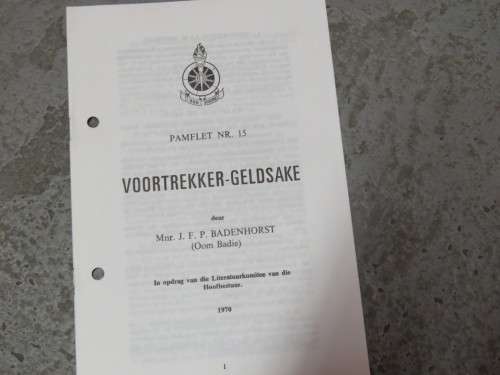 PAMFLET NR. 15
VOORTREKKER-GELDSAKE
deur
Mnr. J. F. P. BADENHORST
(Oom Badie)
In opdrag van die Literatuurkomitee van die
Hoofbestuur.
1970
1